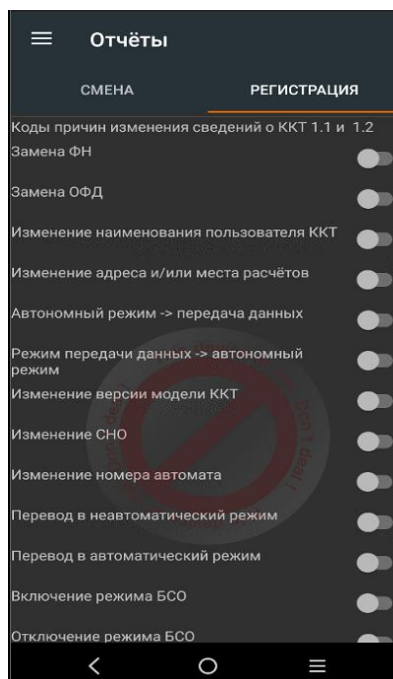 Отчёты
СМЕНА РЕГИСТРАЦИЯ
Коды причин изменения сведений о ККТ 1.1 и 1.2
Замена ФН
Замена ОФД
Изменение наименования пользователя ККТ
Изменение адреса и/или места расчётов
Автономный режим -> передача данных
Режим передачи данных -> автономный
режим
Изменение версии модели ККТ
Изменение СНО
Изменение номера автомата
Перевод в неавтоматический режим
Перевод в автоматический режим
Включение режима БСО
Отключение режима БСО